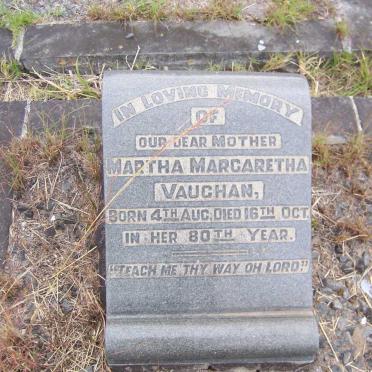 IN LOVING MEMORY
OF
OUR DEAR MOTHER
MARTHA MARGARETHA
VAUGHAN,
BORN 4TH AUG, DIED 16TH OCT.
IN HER 80TH YEAR.
"TEACH ME THY WAY OH LORD."